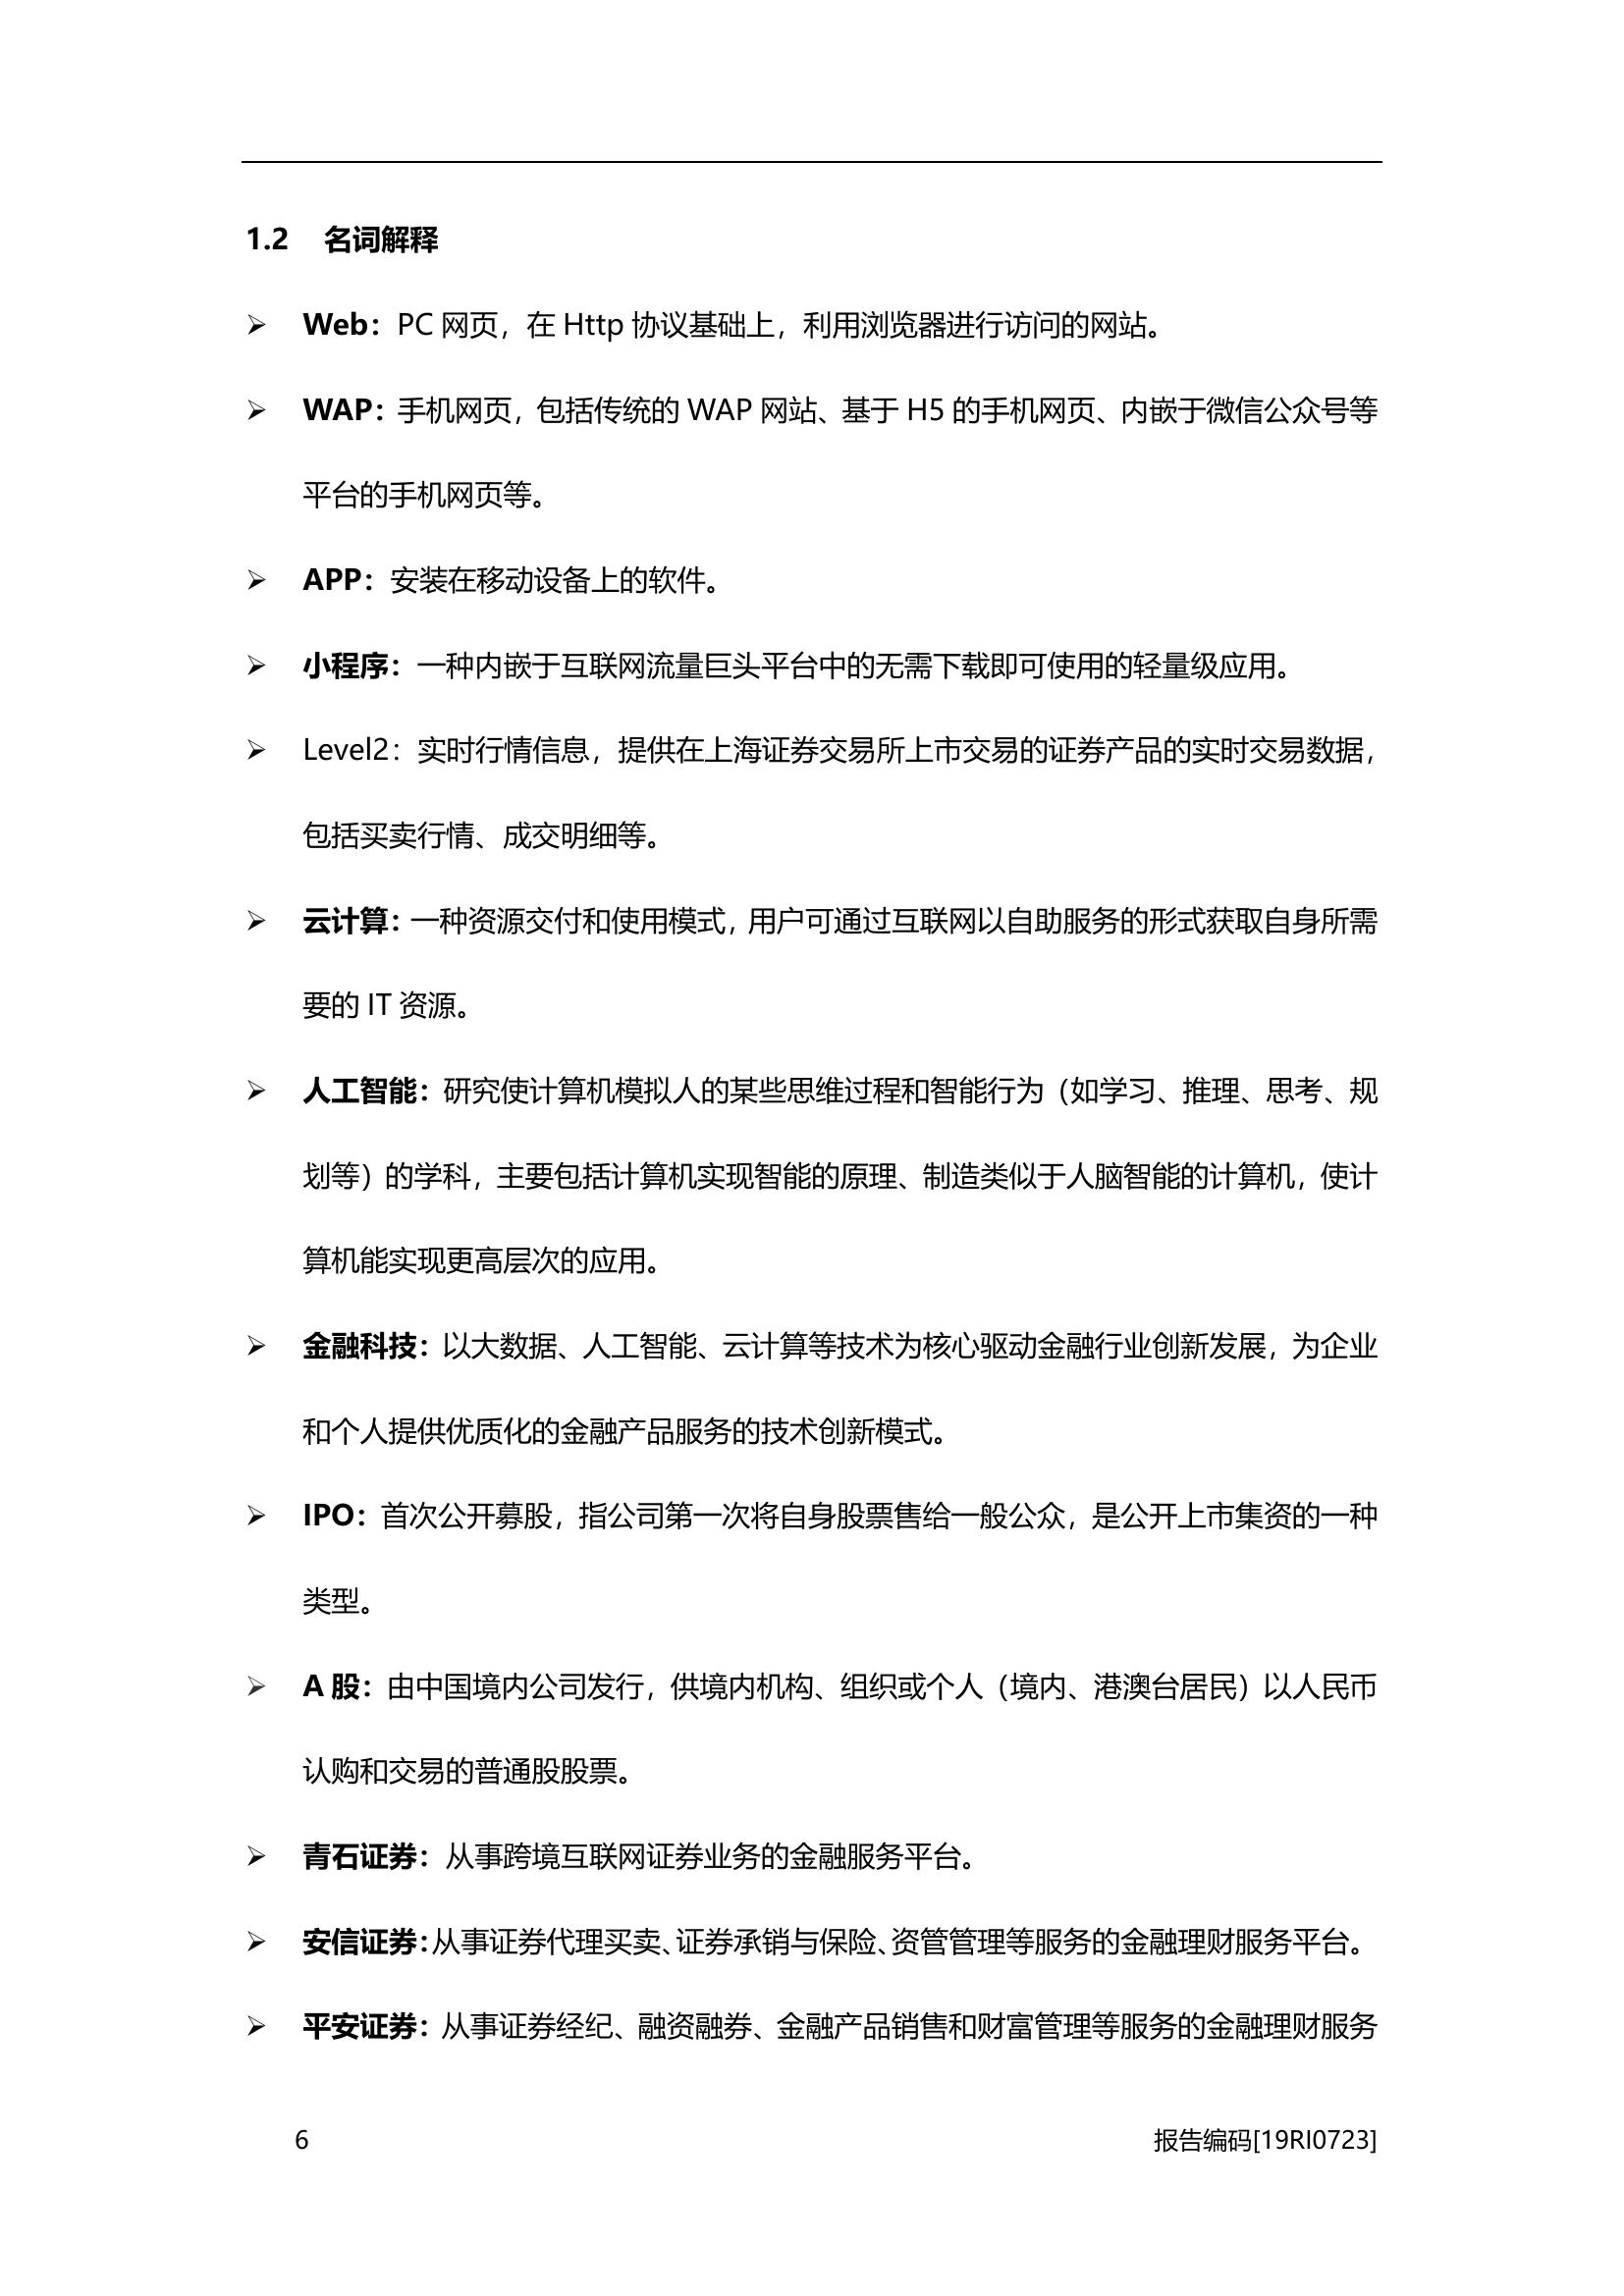 1.2 名词解释
➢ Web：PC 网页，在 Http 协议基础上，利用浏览器进行访问的网站。
➢ WAP：手机网页，包括传统的 WAP 网站、基于 H5 的手机网页、内嵌于微信公众号等
平台的手机网页等。
➢ APP：安装在移动设备上的软件。
➢ 小程序：一种内嵌于互联网流量巨头平台中的无需下载即可使用的轻量级应用。
➢ Level2：实时行情信息，提供在上海证券交易所上市交易的证券产品的实时交易数据，
包括买卖行情、成交明细等。
➢ 云计算：一种资源交付和使用模式，用户可通过互联网以自助服务的形式获取自身所需
要的 IT 资源。
➢ 人工智能：研究使计算机模拟人的某些思维过程和智能行为（如学习、推理、思考、规
划等）的学科，主要包括计算机实现智能的原理、制造类似于人脑智能的计算机，使计
算机能实现更高层次的应用。
➢ 金融科技：以大数据、人工智能、云计算等技术为核心驱动金融行业创新发展，为企业
和个人提供优质化的金融产品服务的技术创新模式。
➢ IPO：首次公开募股，指公司第一次将自身股票售给一般公众，是公开上市集资的一种
类型。
➢ A 股：由中国境内公司发行，供境内机构、组织或个人（境内、港澳台居民）以人民币
认购和交易的普通股股票。
➢ 青石证券：从事跨境互联网证券业务的金融服务平台。
➢ 安信证券：从事证券代理买卖、证券承销与保险、资管管理等服务的金融理财服务平台。
➢ 平安证券：从事证券经纪、融资融券、金融产品销售和财富管理等服务的金融理财服务
6 报告编码[19RI0723]